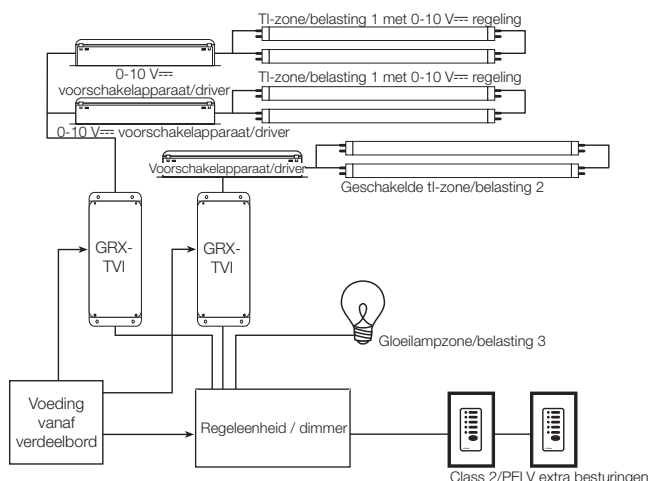 Tl-zone/belasting 1 met 0-10 V⎓ regeling
0-10 V⎓
voorschakelapparaat/driver
Tl-zone/belasting 1 met 0-10 V⎓ regeling
0-10 V⎓ voorschakelapparaat/driver
Voorschakelapparaat/driver
Geschakelde tl-zone/belasting 2
GRX-
TVI
GRX-
TVI
Gloeilampzone/belasting 3
Voeding
vanaf
verdeelbord
Regeleenheid / dimmer
Class 2/PELV extra besturingen